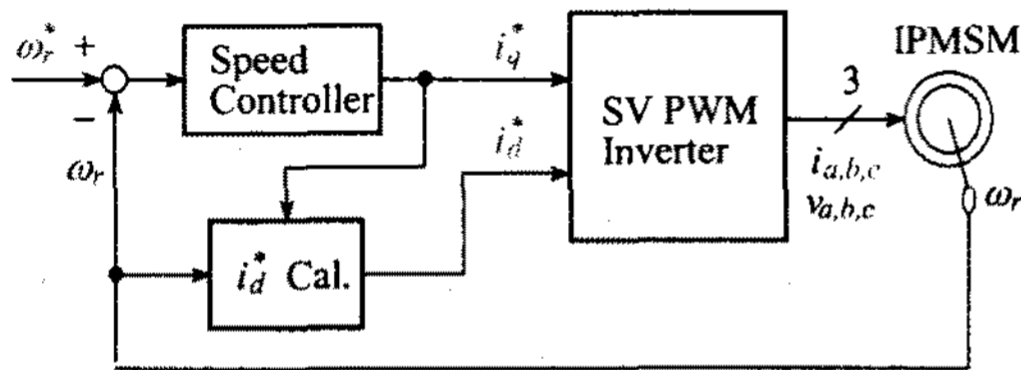 ω*r +
Speed
Controller
i*q
−
ωr
i*d
i*d Cal.
SV PWM
Inverter
3
ia,b,c
va,b,c
IPMSM
ωr